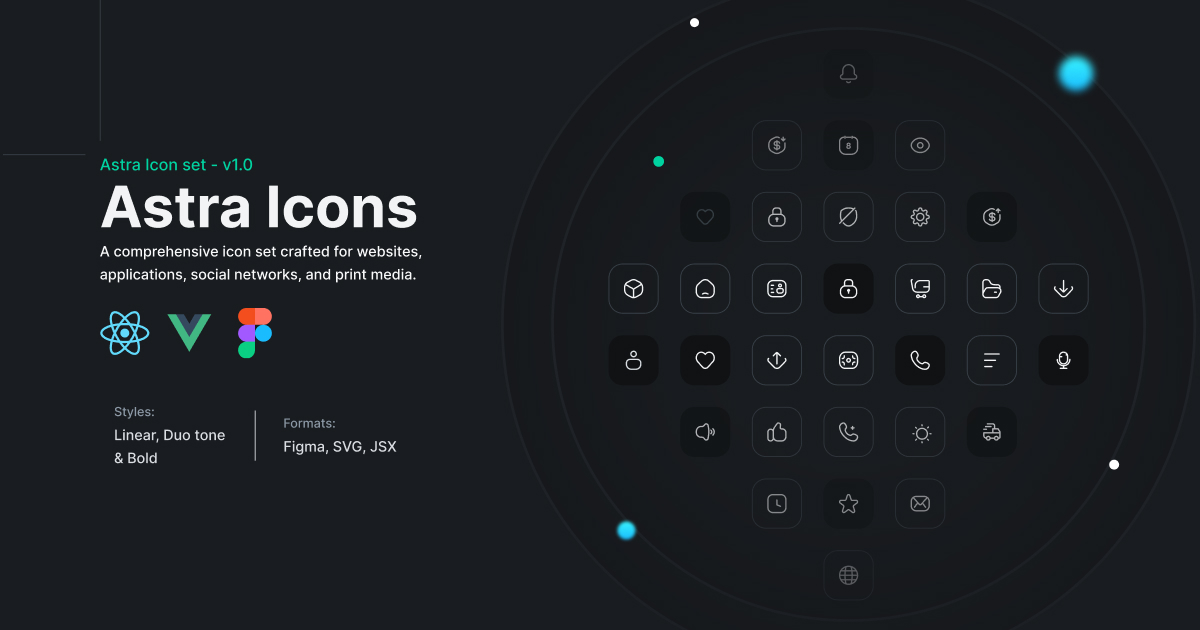 Astra Icon set - v1.0
Astra Icons
A comprehensive icon set crafted for websites,
applications, social networks, and print media.
Styles:
Linear, Duo tone
& Bold
Formats:
Figma, SVG, JSX
8